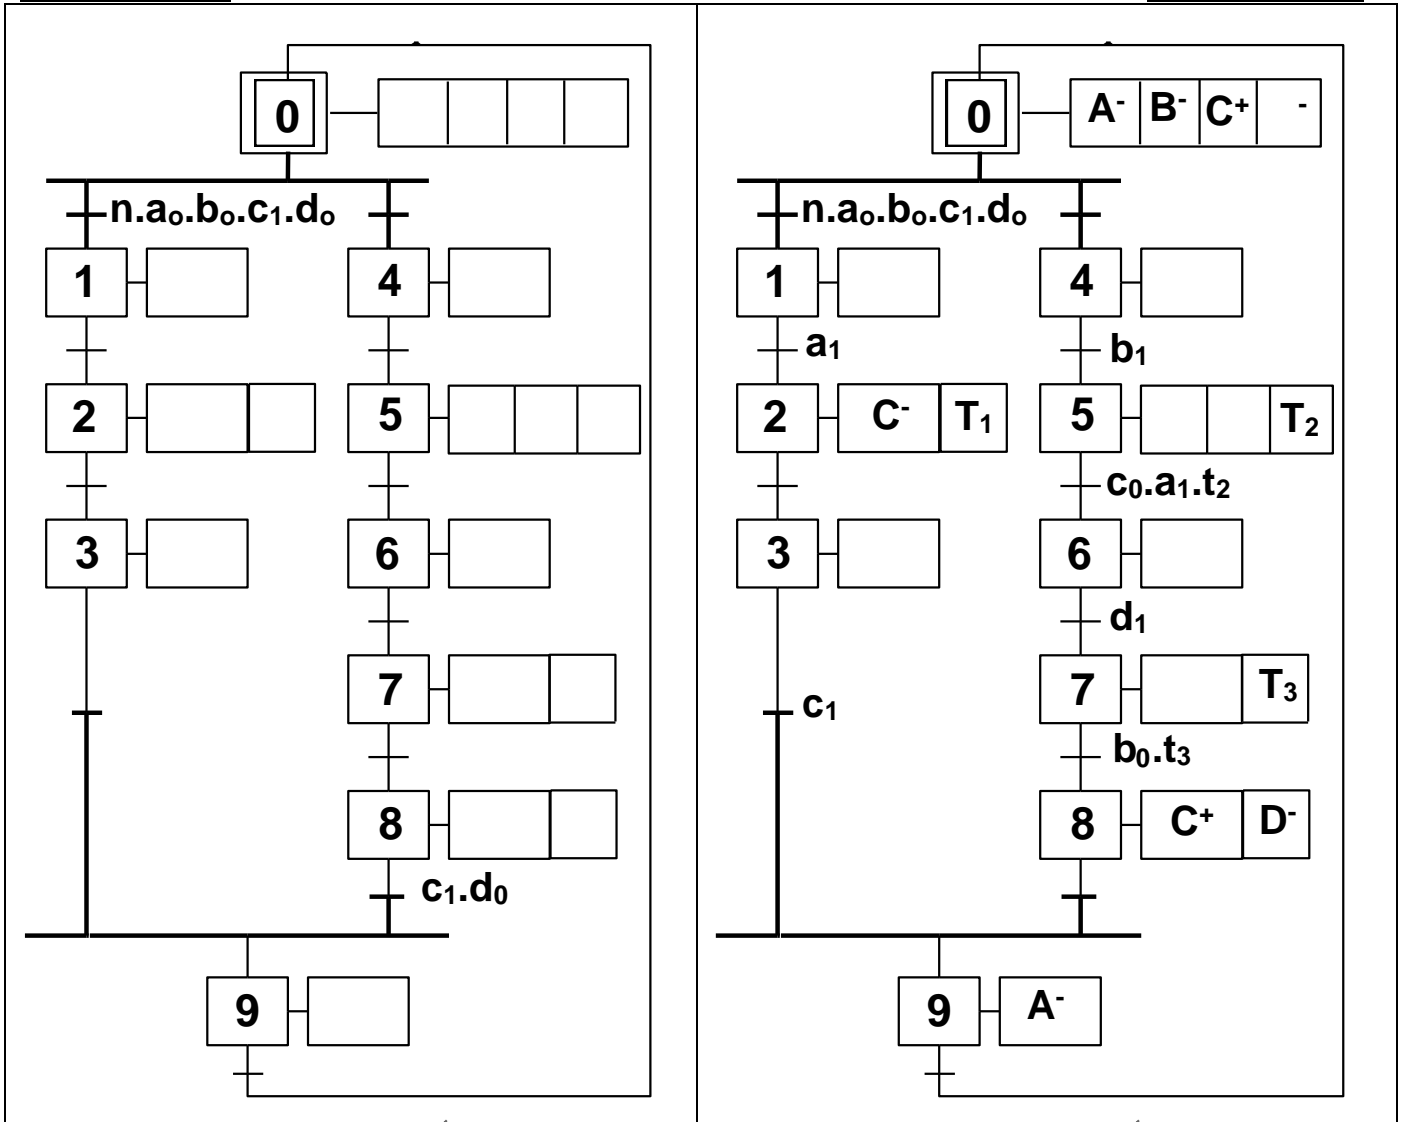 0
n.ao.bo.c1.do
1
4
2
5
3
6
7
8
c1.d0
9
0 A- B- C+ -
n.ao.bo.c1.do
1
4
a1
b1
2 C- T1
5 T2
c0.a1.t2
3
6
d1
7 T3
c1
b0.t3
8 C+ D-
9 A-